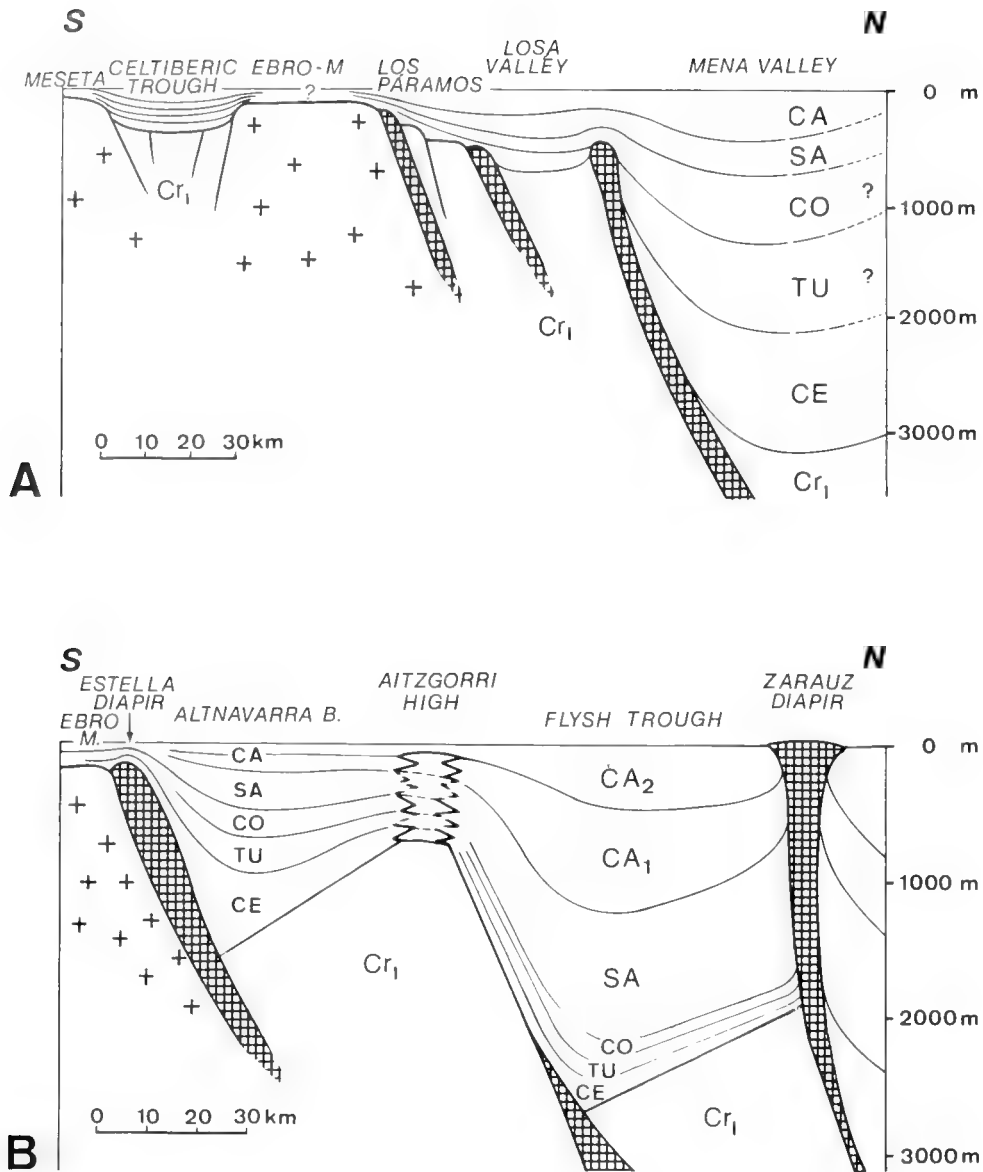 S N
LOSA
CELTIBERIC EBRO-M LOS VALLEY
MESETA TROUGH ? PÁRAMOS MENA VALLEY
0 m
CA
SA
Cr₁ CO ?
1000 m
TU ?
Cr₁ 2000 m
CE
0 10 20 30 km
3000 m
A Cr₁
S N
ESTELLA AITZGORRI ZARAUZ
DIAPIR HIGH DIAPIR
EBRO ALTNAVARRA B. FLYSH TROUGH
M.
CA 0 m
CA₂
SA
CO
TU CA₁
CE 1000 m
Cr₁ SA
CO 2000 m
TU
CE
0 10 20 30 km Cr₁
B 3000 m